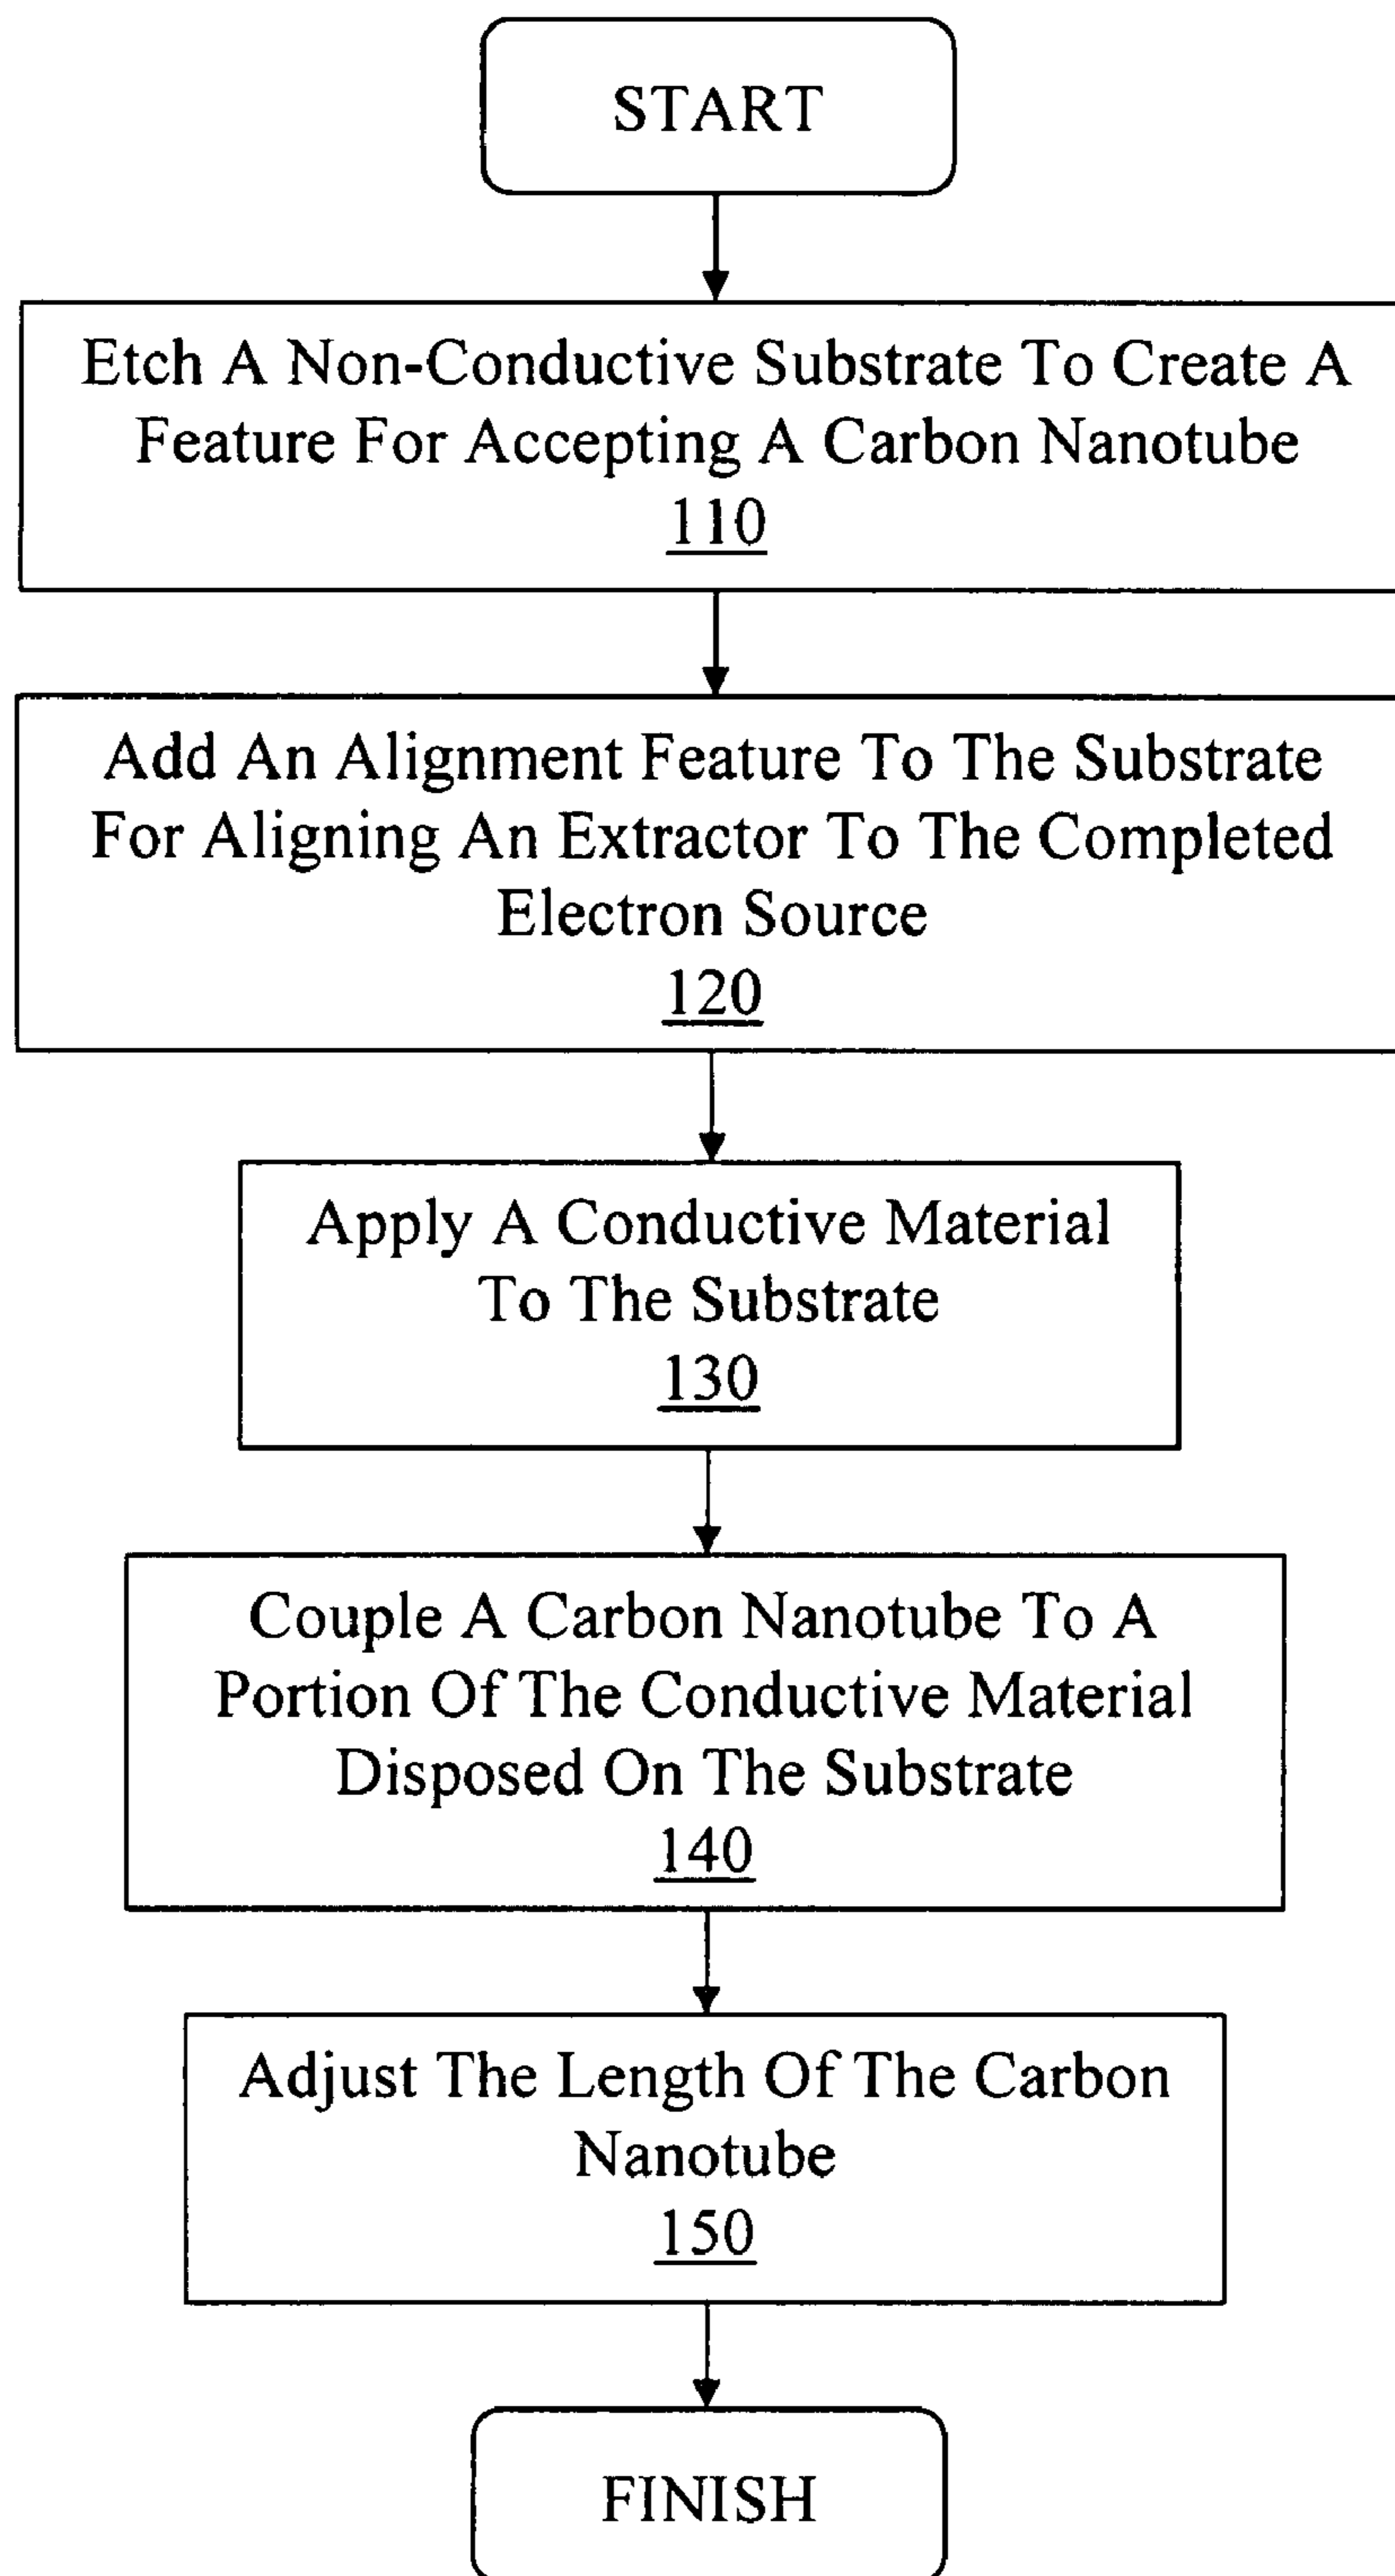 START
Etch A Non-Conductive Substrate To Create A
Feature For Accepting A Carbon Nanotube
110
Add An Alignment Feature To The Substrate
For Aligning An Extractor To The Completed
Electron Source
120
Apply A Conductive Material
To The Substrate
130
Couple A Carbon Nanotube To A
Portion Of The Conductive Material
Disposed On The Substrate
140
Adjust The Length Of The Carbon
Nanotube
150
FINISH